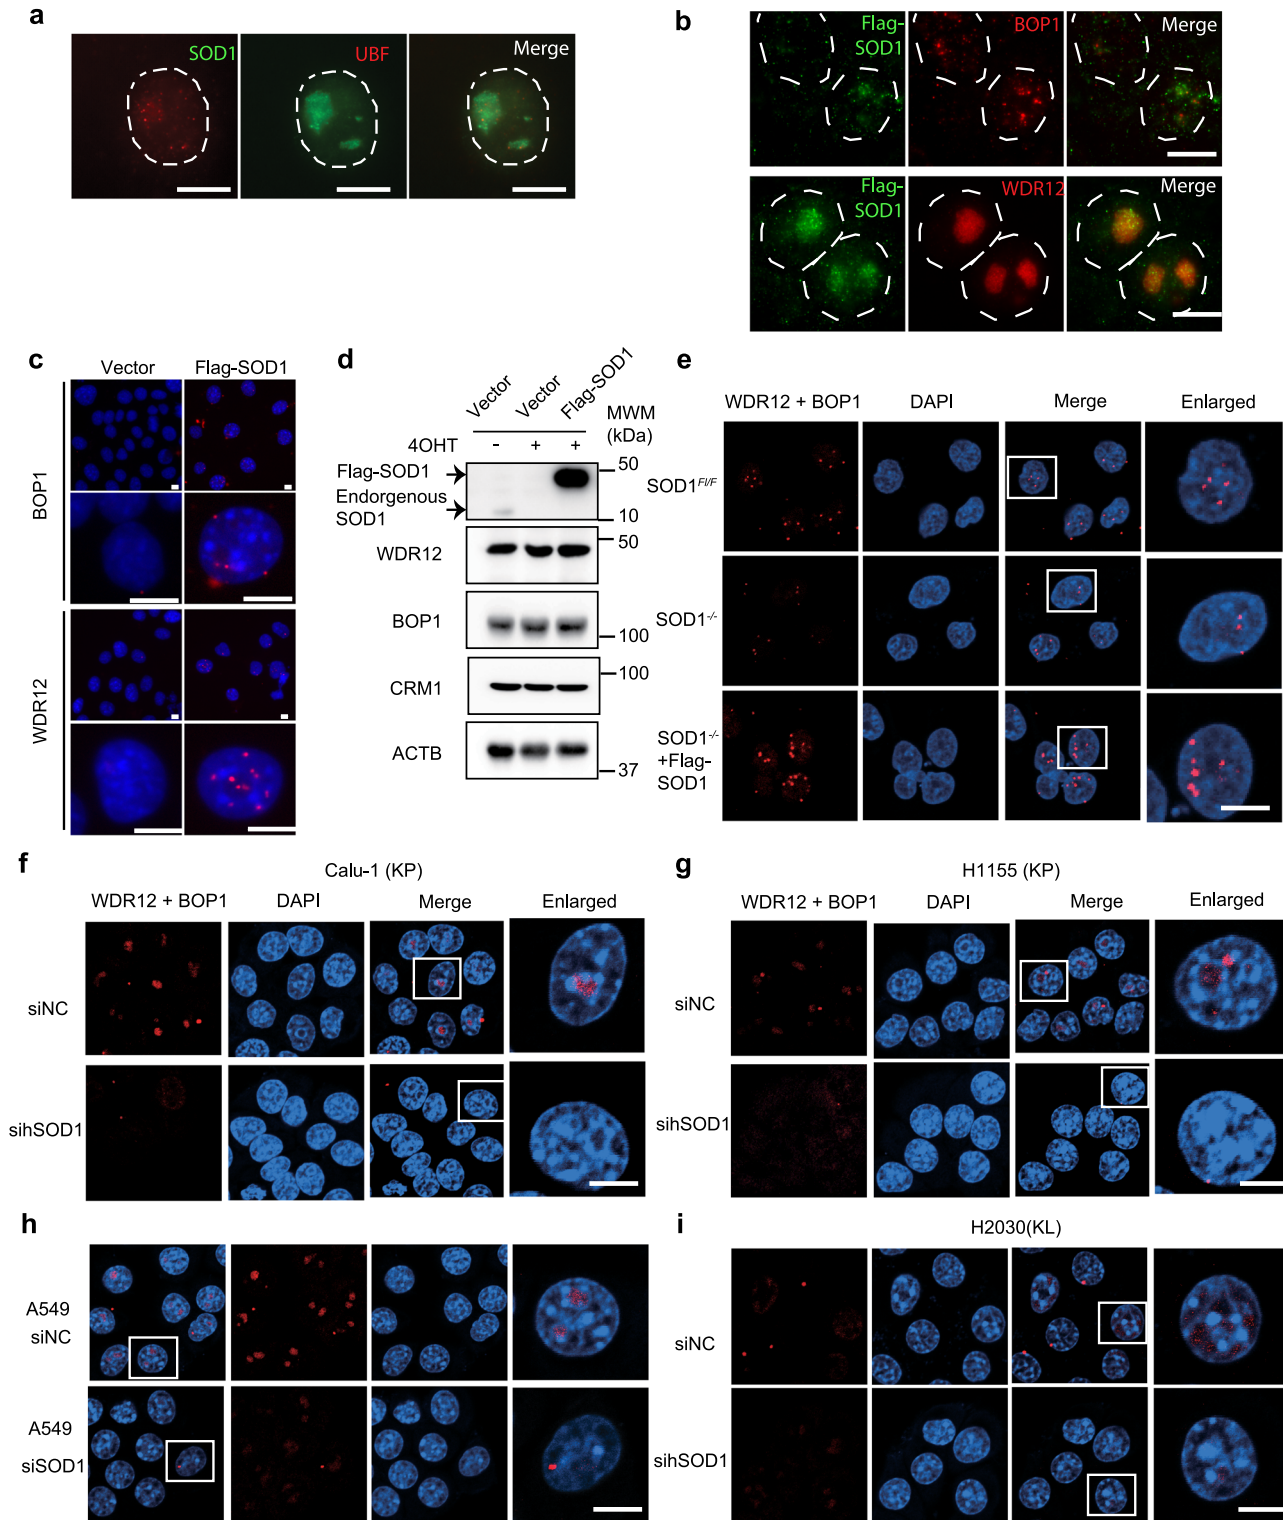 a
SOD1
UBF
Merge
b
Flag-
SOD1
BOP1
Merge
Flag-
SOD1
WDR12
Merge
c
Vector
Flag-SOD1
BOP1
WDR12
d
Vector
Vector
Flag-SOD1
MWM
(kDa)
4OHT - + +
Flag-SOD1
50
Endorgenous
SOD1
10
WDR12
50
BOP1
100
CRM1
100
ACTB
37
e
WDR12 + BOP1
DAPI
Merge
Enlarged
SOD1Fl/F
SOD1-/-
SOD1-/-
+Flag-
SOD1
f
Calu-1 (KP)
WDR12 + BOP1
DAPI
Merge
Enlarged
siNC
sihSOD1
g
H1155 (KP)
WDR12 + BOP1
DAPI
Merge
Enlarged
siNC
sihSOD1
h
A549
siNC
A549
siSOD1
i
H2030(KL)
siNC
sihSOD1